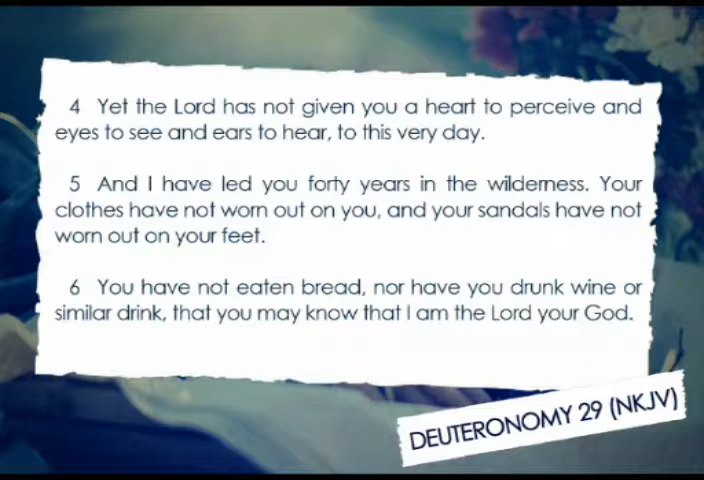 4 Yet the Lord has not given you a heart to perceive and
eyes to see and ears to hear, to this very day.
5 And I have led you forty years in the wilderness. Your
clothes have not worn out on you, and your sandals have not
worn out on your feet.
6 You have not eaten bread, nor have you drunk wine or
similar drink, that you may know that I am the Lord your God.
DEUTERONOMY 29 (NKJV)